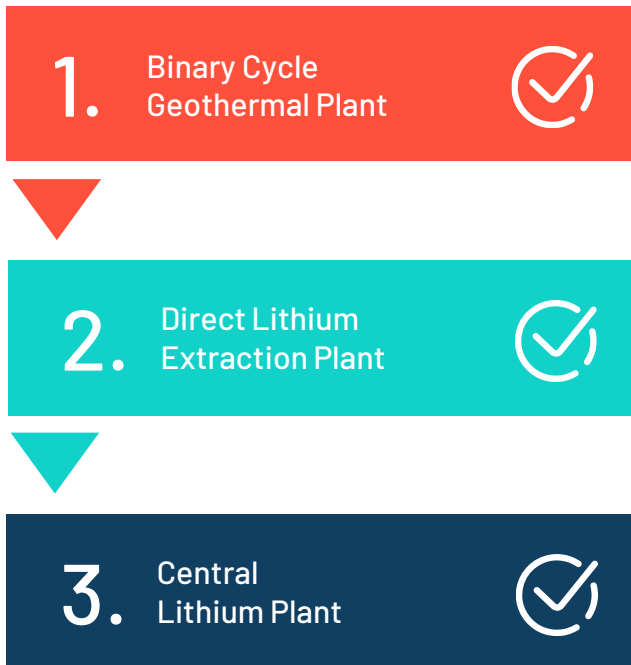 1.
Binary Cycle
Geothermal Plant
2.
Direct Lithium
Extraction Plant
3.
Central
Lithium Plant